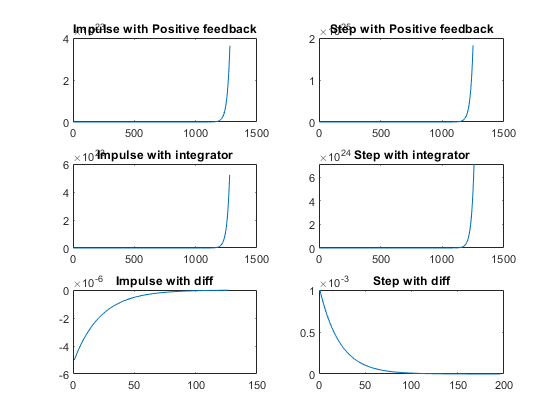 Impulse with Positive feedback
4
2
0
0 500 1000 1500
Step with Positive feedback
2
1
0
0 500 1000 1500
Impulse with integrator
6
4
2
0
0 500 1000 1500
×10^24 Step with integrator
6
4
2
0
0 500 1000 1500
×10^-6 Impulse with diff
0
-2
-4
-6
0 50 100 150
×10^-3 Step with diff
1
0.5
0
0 50 100 150 200